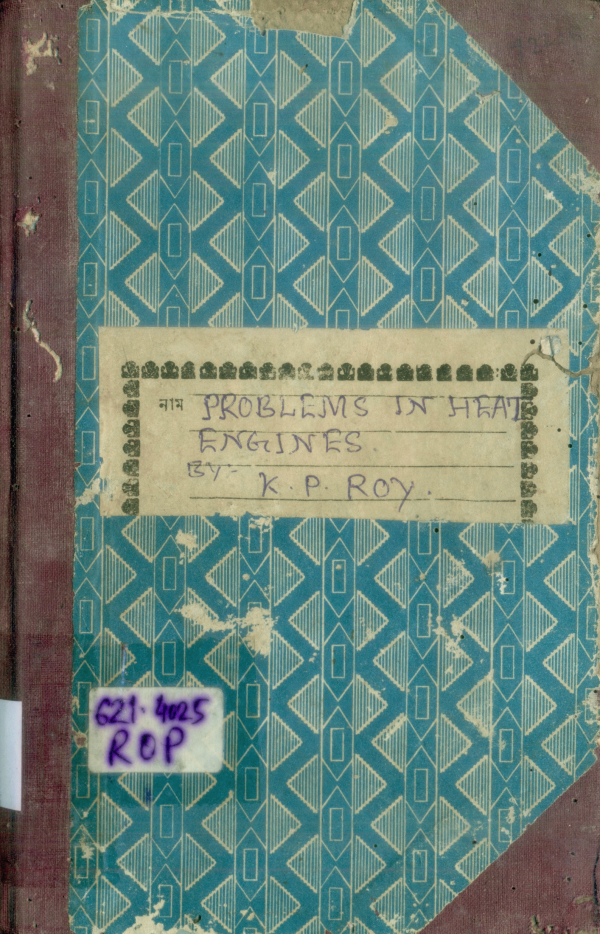 नाम PROBLEMS IN HEAT
ENGINES
BY:-
K. P. ROY.
621.4025
ROP